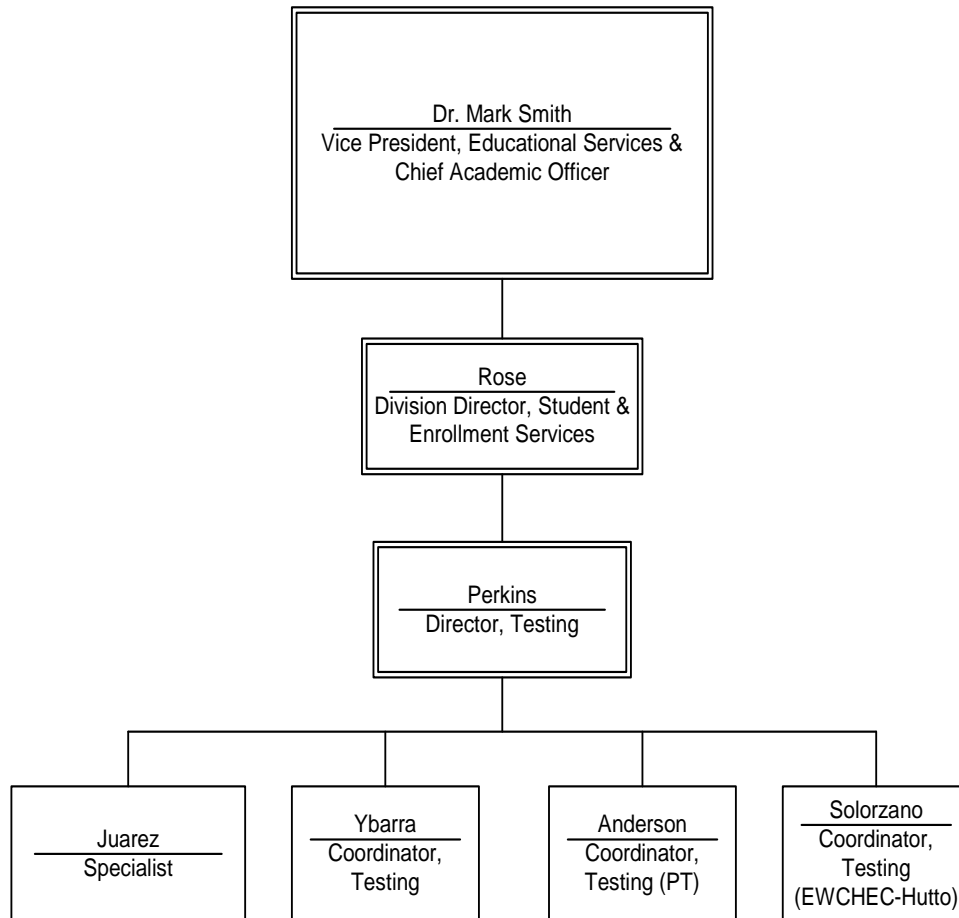 Dr. Mark Smith
Vice President, Educational Services &
Chief Academic Officer
Rose
Division Director, Student &
Enrollment Services
Perkins
Director, Testing
Juarez
Specialist
Ybarra
Coordinator,
Testing
Anderson
Coordinator,
Testing (PT)
Solorzano
Coordinator,
Testing
(EWCHEC-Hutto)